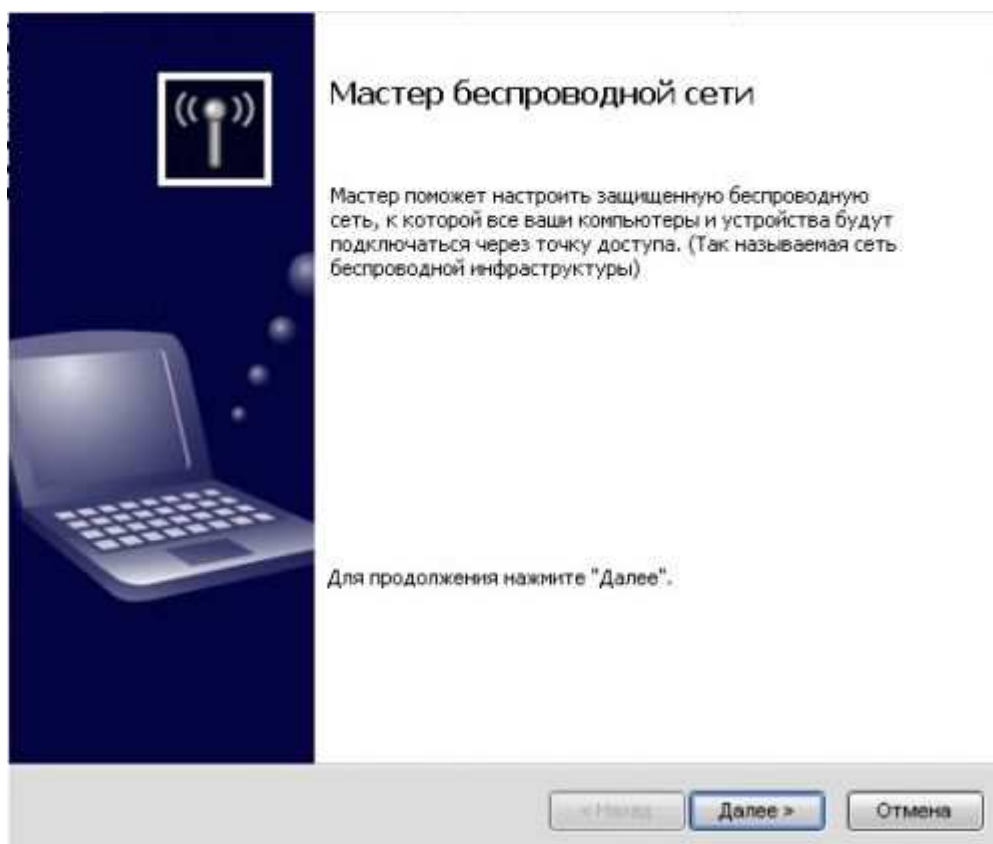 Мастер беспроводной сети
Мастер поможет настроить защищенную беспроводную
сеть, к которой все ваши компьютеры и устройства будут
подключаться через точку доступа. (Так называемая сеть
беспроводной инфраструктуры)
Для продолжения нажмите "Далее".
< Назад Далее > Отмена